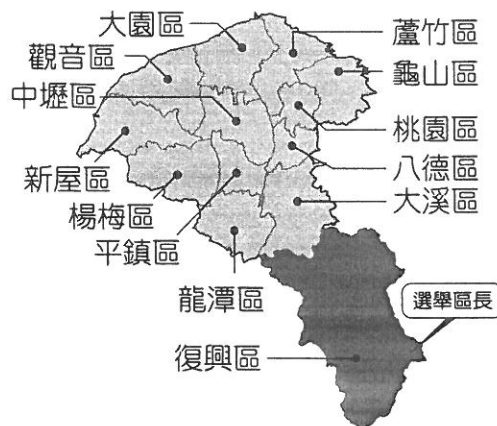 大園區
蘆竹區
觀音區
龜山區
中壢區
桃園區
新屋區
八德區
楊梅區
大溪區
平鎮區
龍潭區
選舉區長
復興區